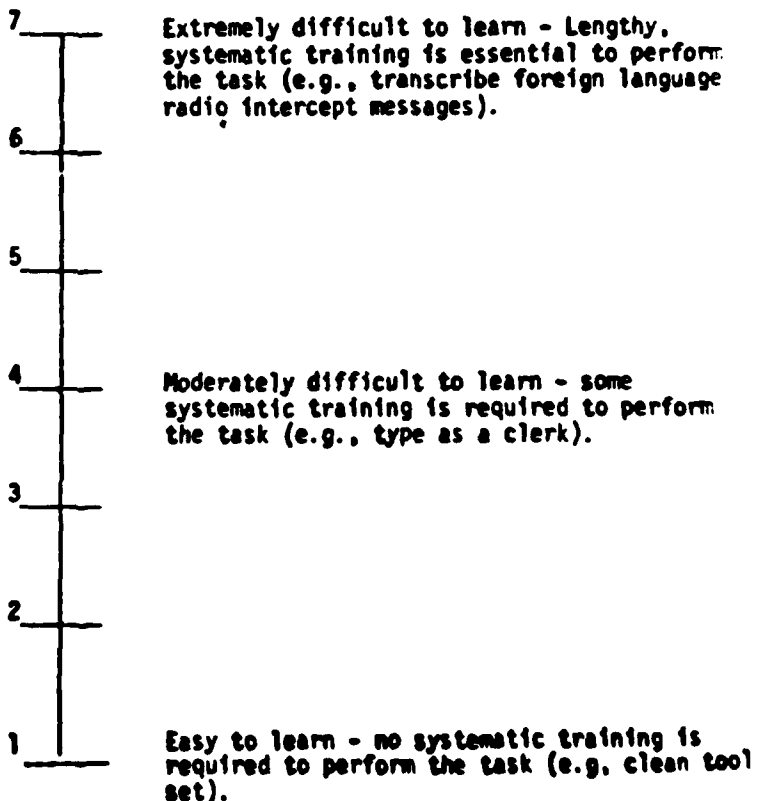 7
Extremely difficult to learn - Lengthy,
systematic training is essential to perform
the task (e.g., transcribe foreign language
radio intercept messages).
6
5
4
Moderately difficult to learn - some
systematic training is required to perform
the task (e.g., type as a clerk).
3
2
1
Easy to learn - no systematic training is
required to perform the task (e.g, clean tool
set).